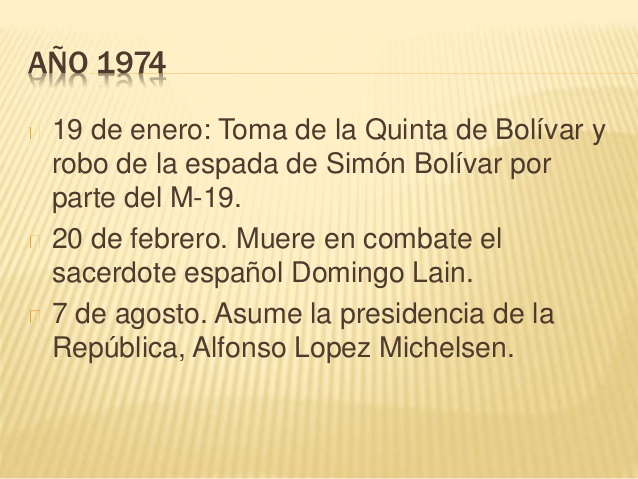 AÑO 1974
19 de enero: Toma de la Quinta de Bolívar y
robo de la espada de Simón Bolívar por
parte del M-19.
20 de febrero. Muere en combate el
sacerdote español Domingo Lain.
7 de agosto. Asume la presidencia de la
República, Alfonso Lopez Michelsen.